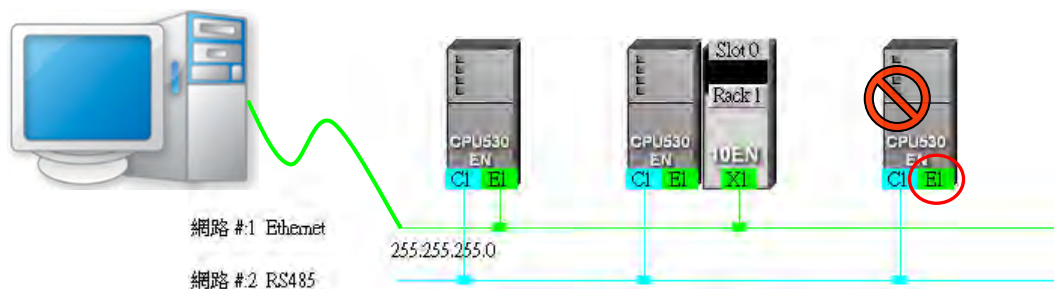 Slot 0
Rack 1
CPU530
EN
C1 E1
CPU530
EN
C1 E1
10EN
X1
CPU530
EN
C1 E1
網路 #:1 Ethernet
255.255.255.0
網路 #:2 RS485